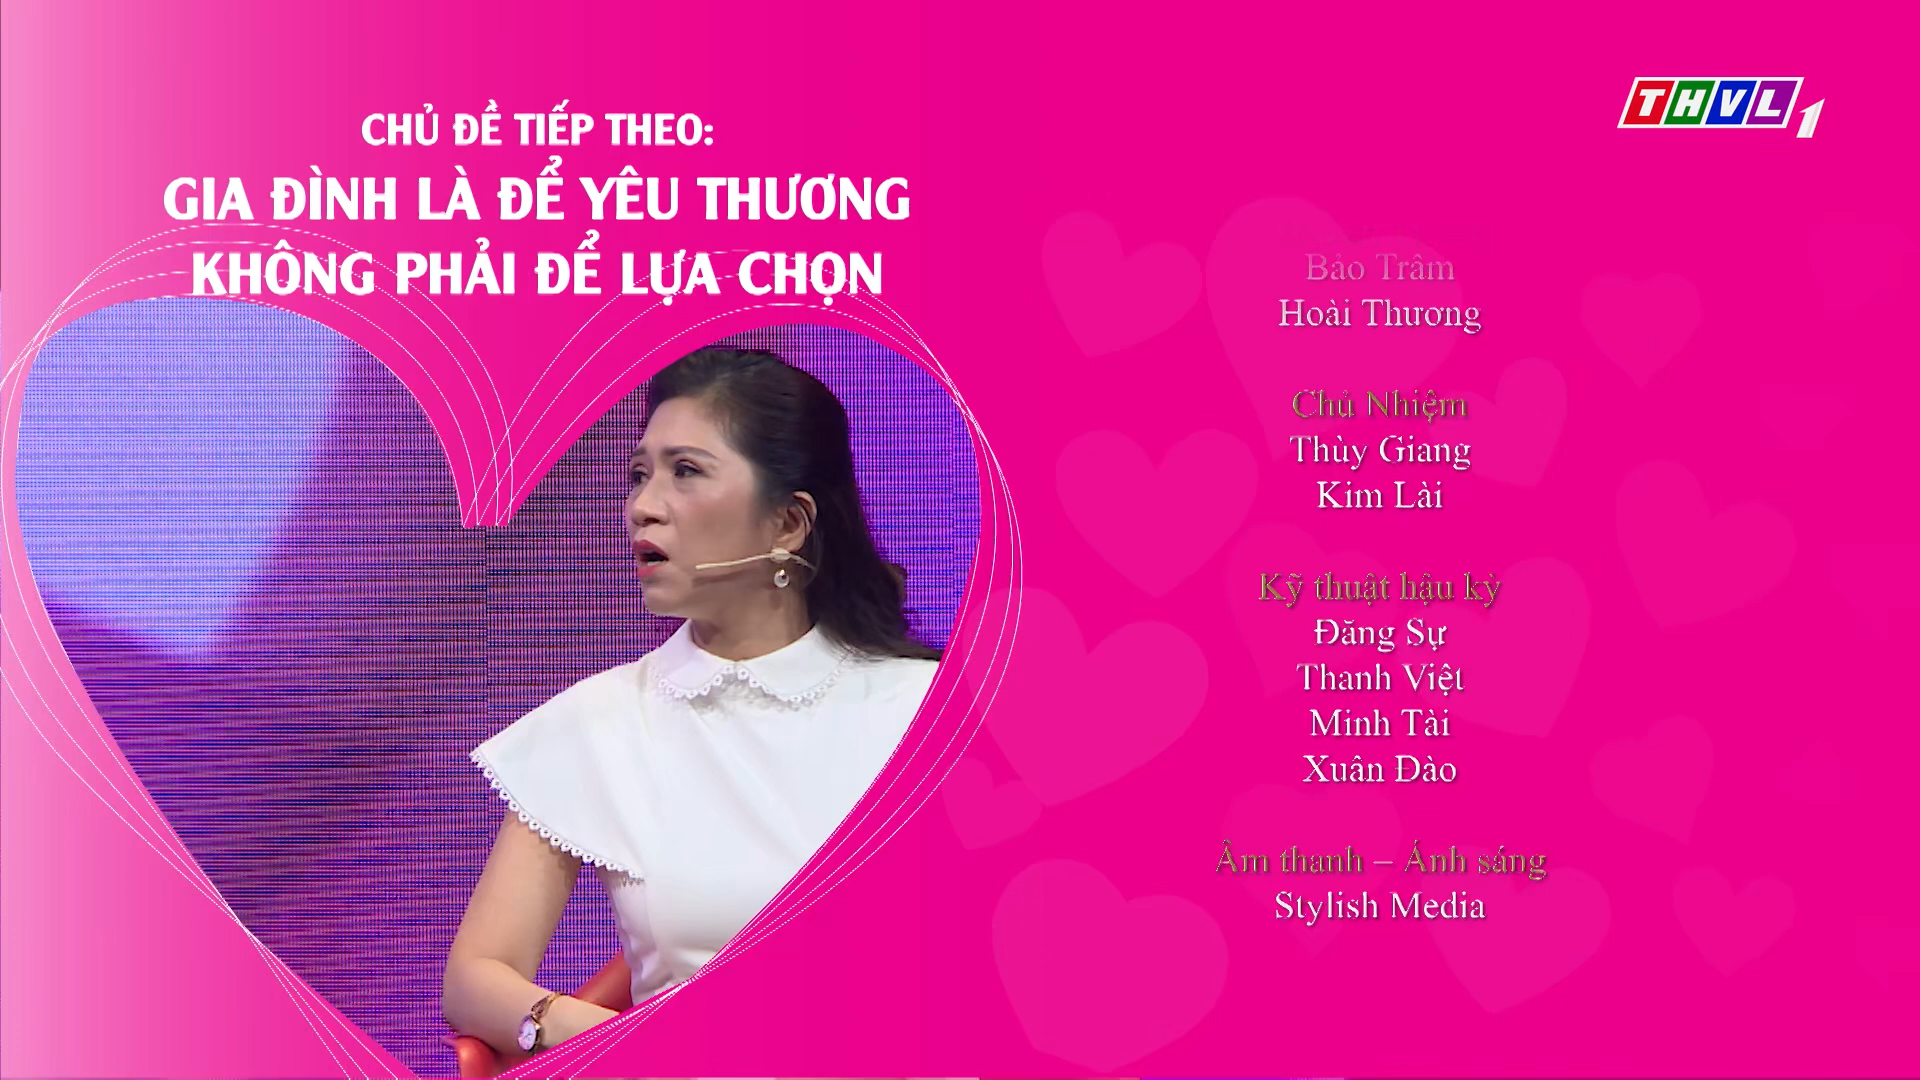 CHỦ ĐỀ TIẾP THEO:
GIA ĐÌNH LÀ ĐỂ YÊU THƯƠNG
KHÔNG PHẢI ĐỂ LỰA CHỌN
THVL1
Bảo Trâm
Hoài Thương
Chủ Nhiệm
Thùy Giang
Kim Lài
Kỹ thuật hậu kỳ
Đăng Sự
Thanh Việt
Minh Tài
Xuân Đào
Âm thanh – Ánh sáng
Stylish Media